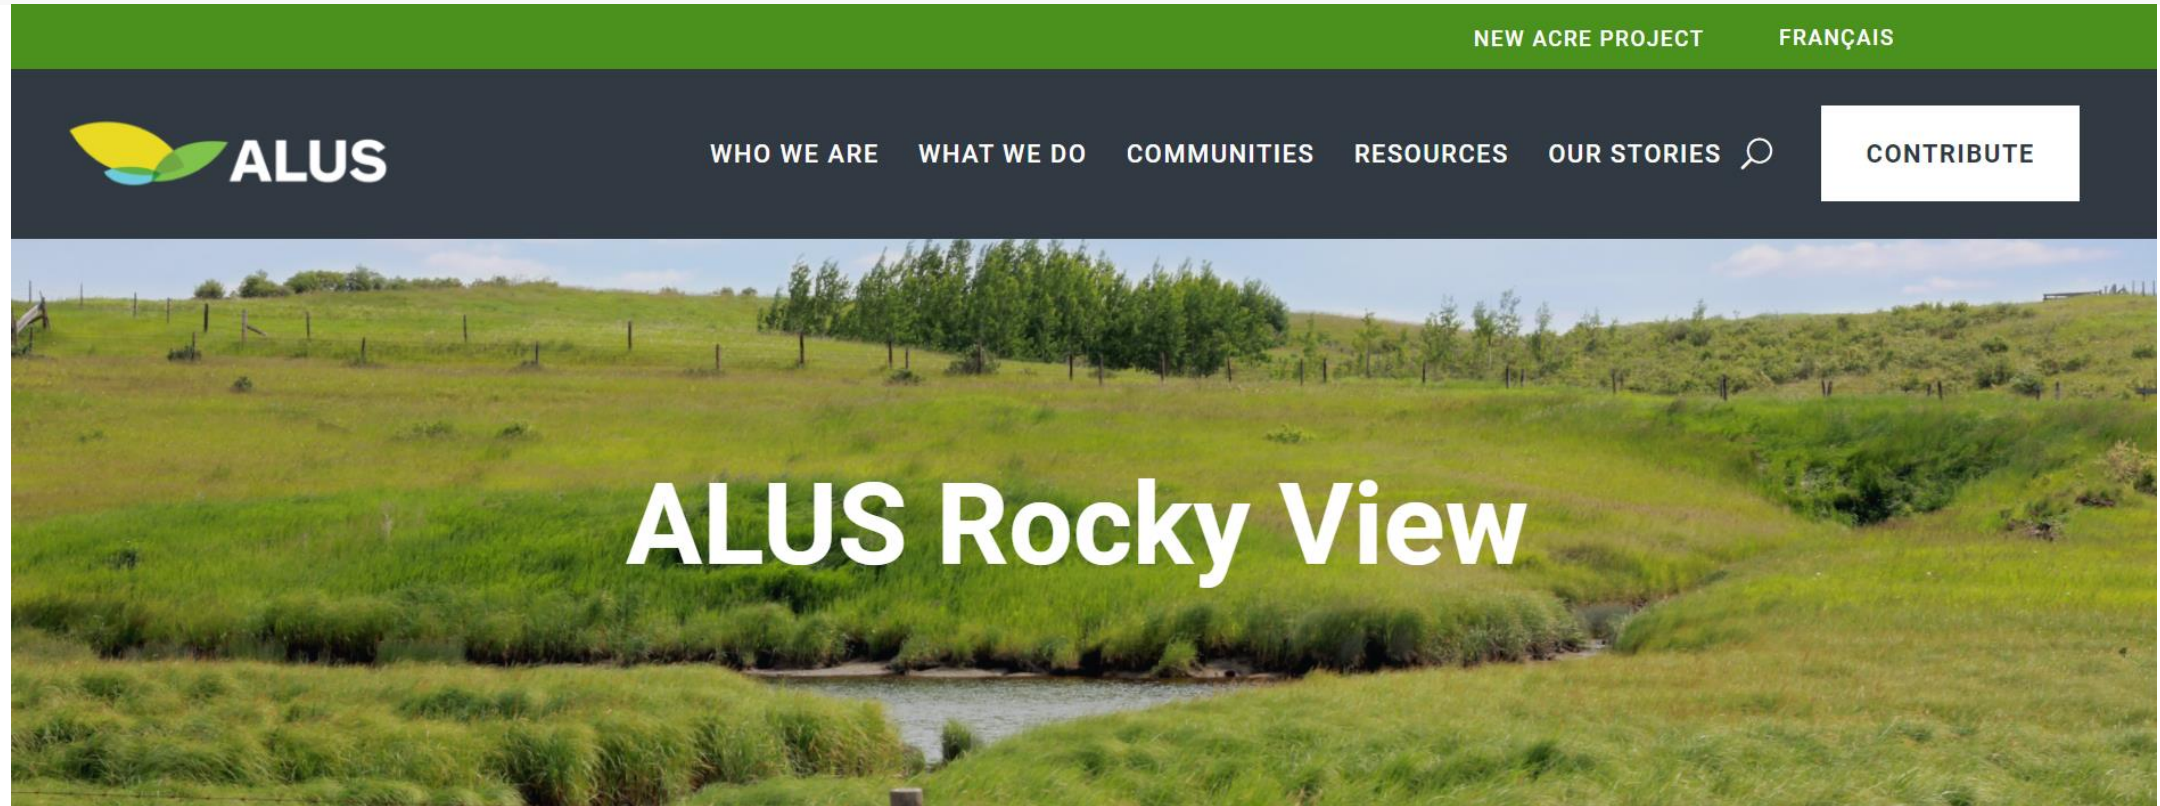 NEW ACRE PROJECT FRANÇAIS
ALUS WHO WE ARE WHAT WE DO COMMUNITIES RESOURCES OUR STORIES CONTRIBUTE
ALUS Rocky View